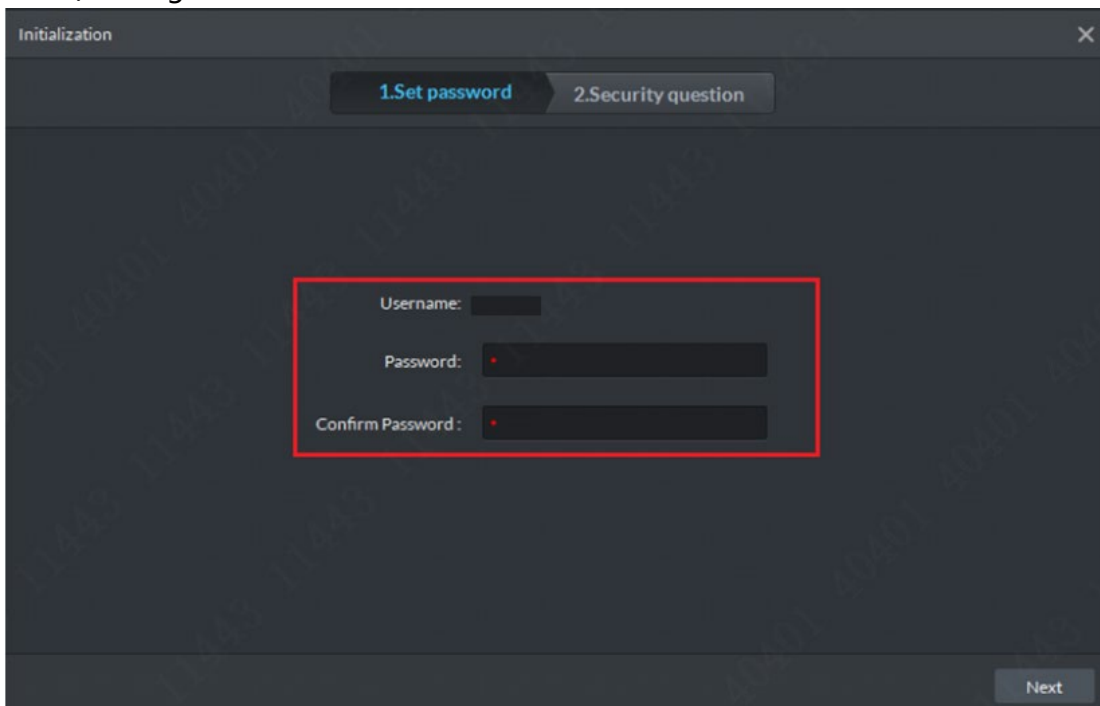 Initialization
1.Set password 2.Security question
Username:
Password:
Confirm Password :
Next